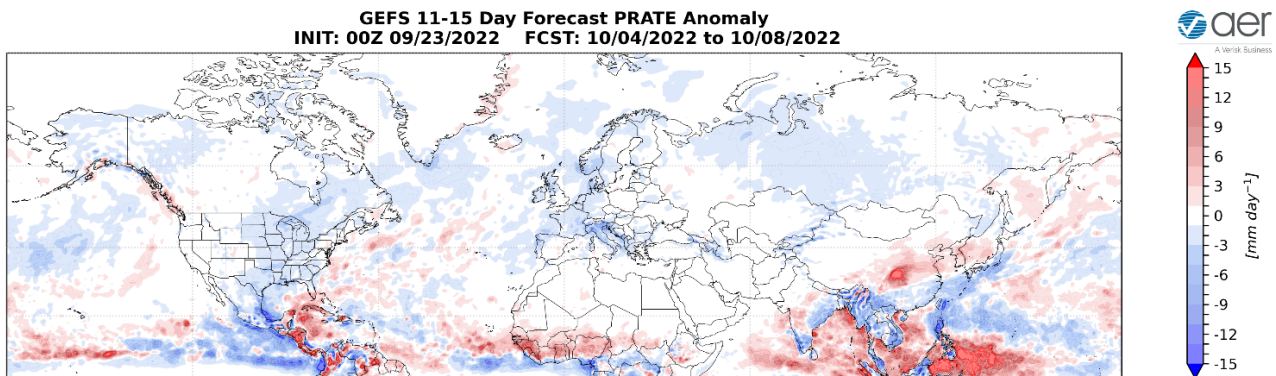 GEFS 11-15 Day Forecast PRATE Anomaly
INIT: 00Z 09/23/2022 FCST: 10/04/2022 to 10/08/2022
aer
A Verisk Business
15
12
9
6
3
0
-3
-6
-9
-12
-15
[mm day⁻¹]